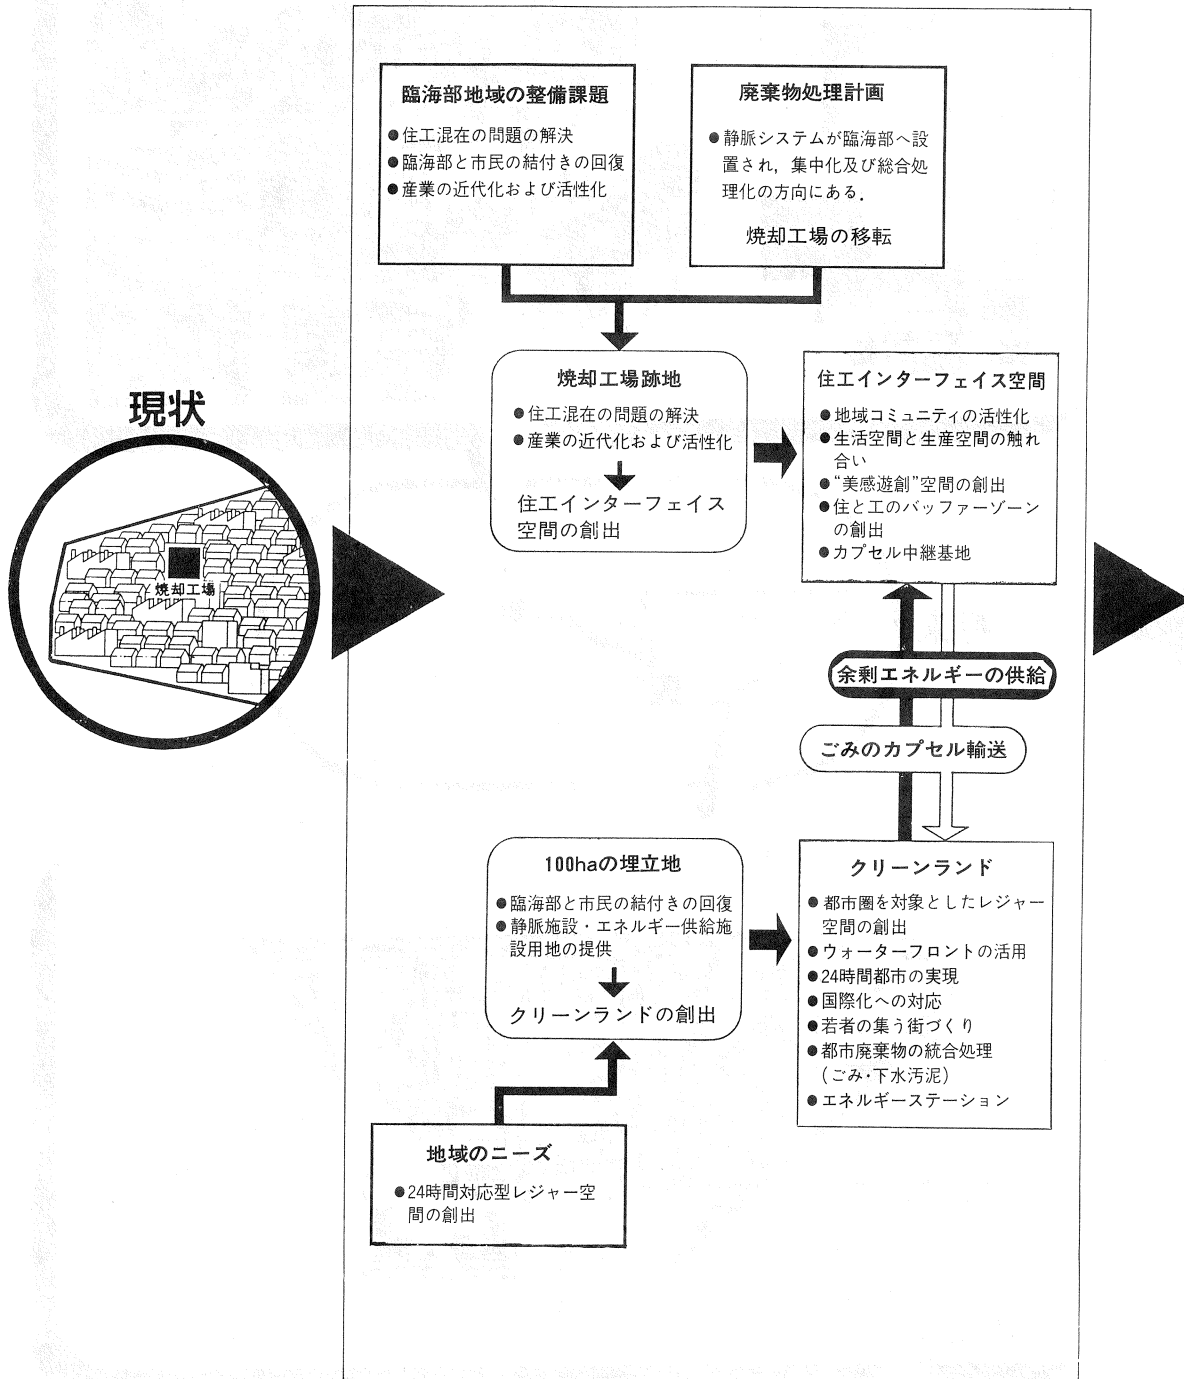 臨海部地域の整備課題
●住工混在の問題の解決
●臨海部と市民の結付きの回復
●産業の近代化および活性化
廃棄物処理計画
●静脈システムが臨海部へ設
置され，集中化及び総合処
理化の方向にある．
焼却工場の移転
現状
焼却工場
焼却工場跡地
●住工混在の問題の解決
●産業の近代化および活性化
住工インターフェイス
空間の創出
住工インターフェイス空間
●地域コミュニティの活性化
●生活空間と生産空間の触れ
合い
●“美感遊創”空間の創出
●住と工のバッファーゾーン
の創出
●カプセル中継基地
余剰エネルギーの供給
ごみのカプセル輸送
100haの埋立地
●臨海部と市民の結付きの回復
●静脈施設・エネルギー供給施
設用地の提供
クリーンランドの創出
クリーンランド
●都市圏を対象としたレジャー
空間の創出
●ウォーターフロントの活用
●24時間都市の実現
●国際化への対応
●若者の集う街づくり
●都市廃棄物の統合処理
(ごみ・下水汚泥)
●エネルギーステーション
地域のニーズ
●24時間対応型レジャー空
間の創出